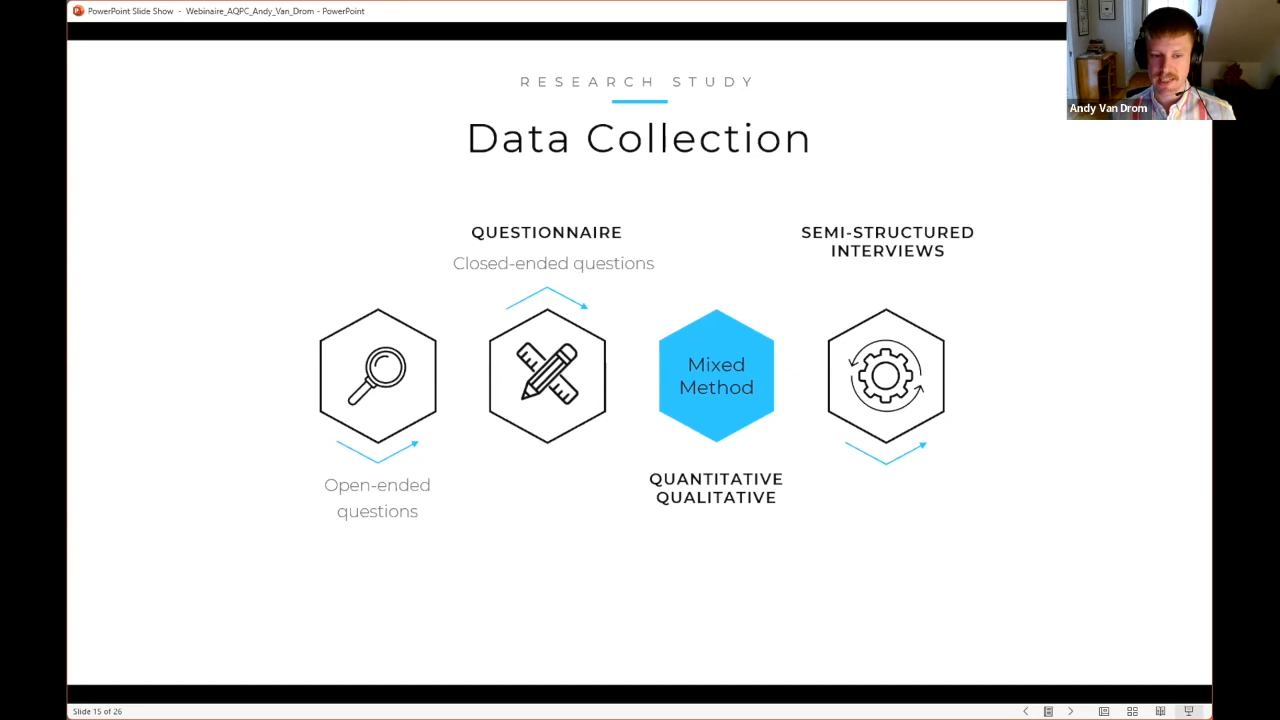 PowerPoint Slide Show - Webinaire_AQPC_Andy_Van_Drom - PowerPoint
Andy Van Drom
RESEARCH STUDY
Data Collection
QUESTIONNAIRE
Closed-ended questions
SEMI-STRUCTURED
INTERVIEWS
Mixed
Method
Open-ended
questions
QUANTITATIVE
QUALITATIVE
Slide 15 of 26